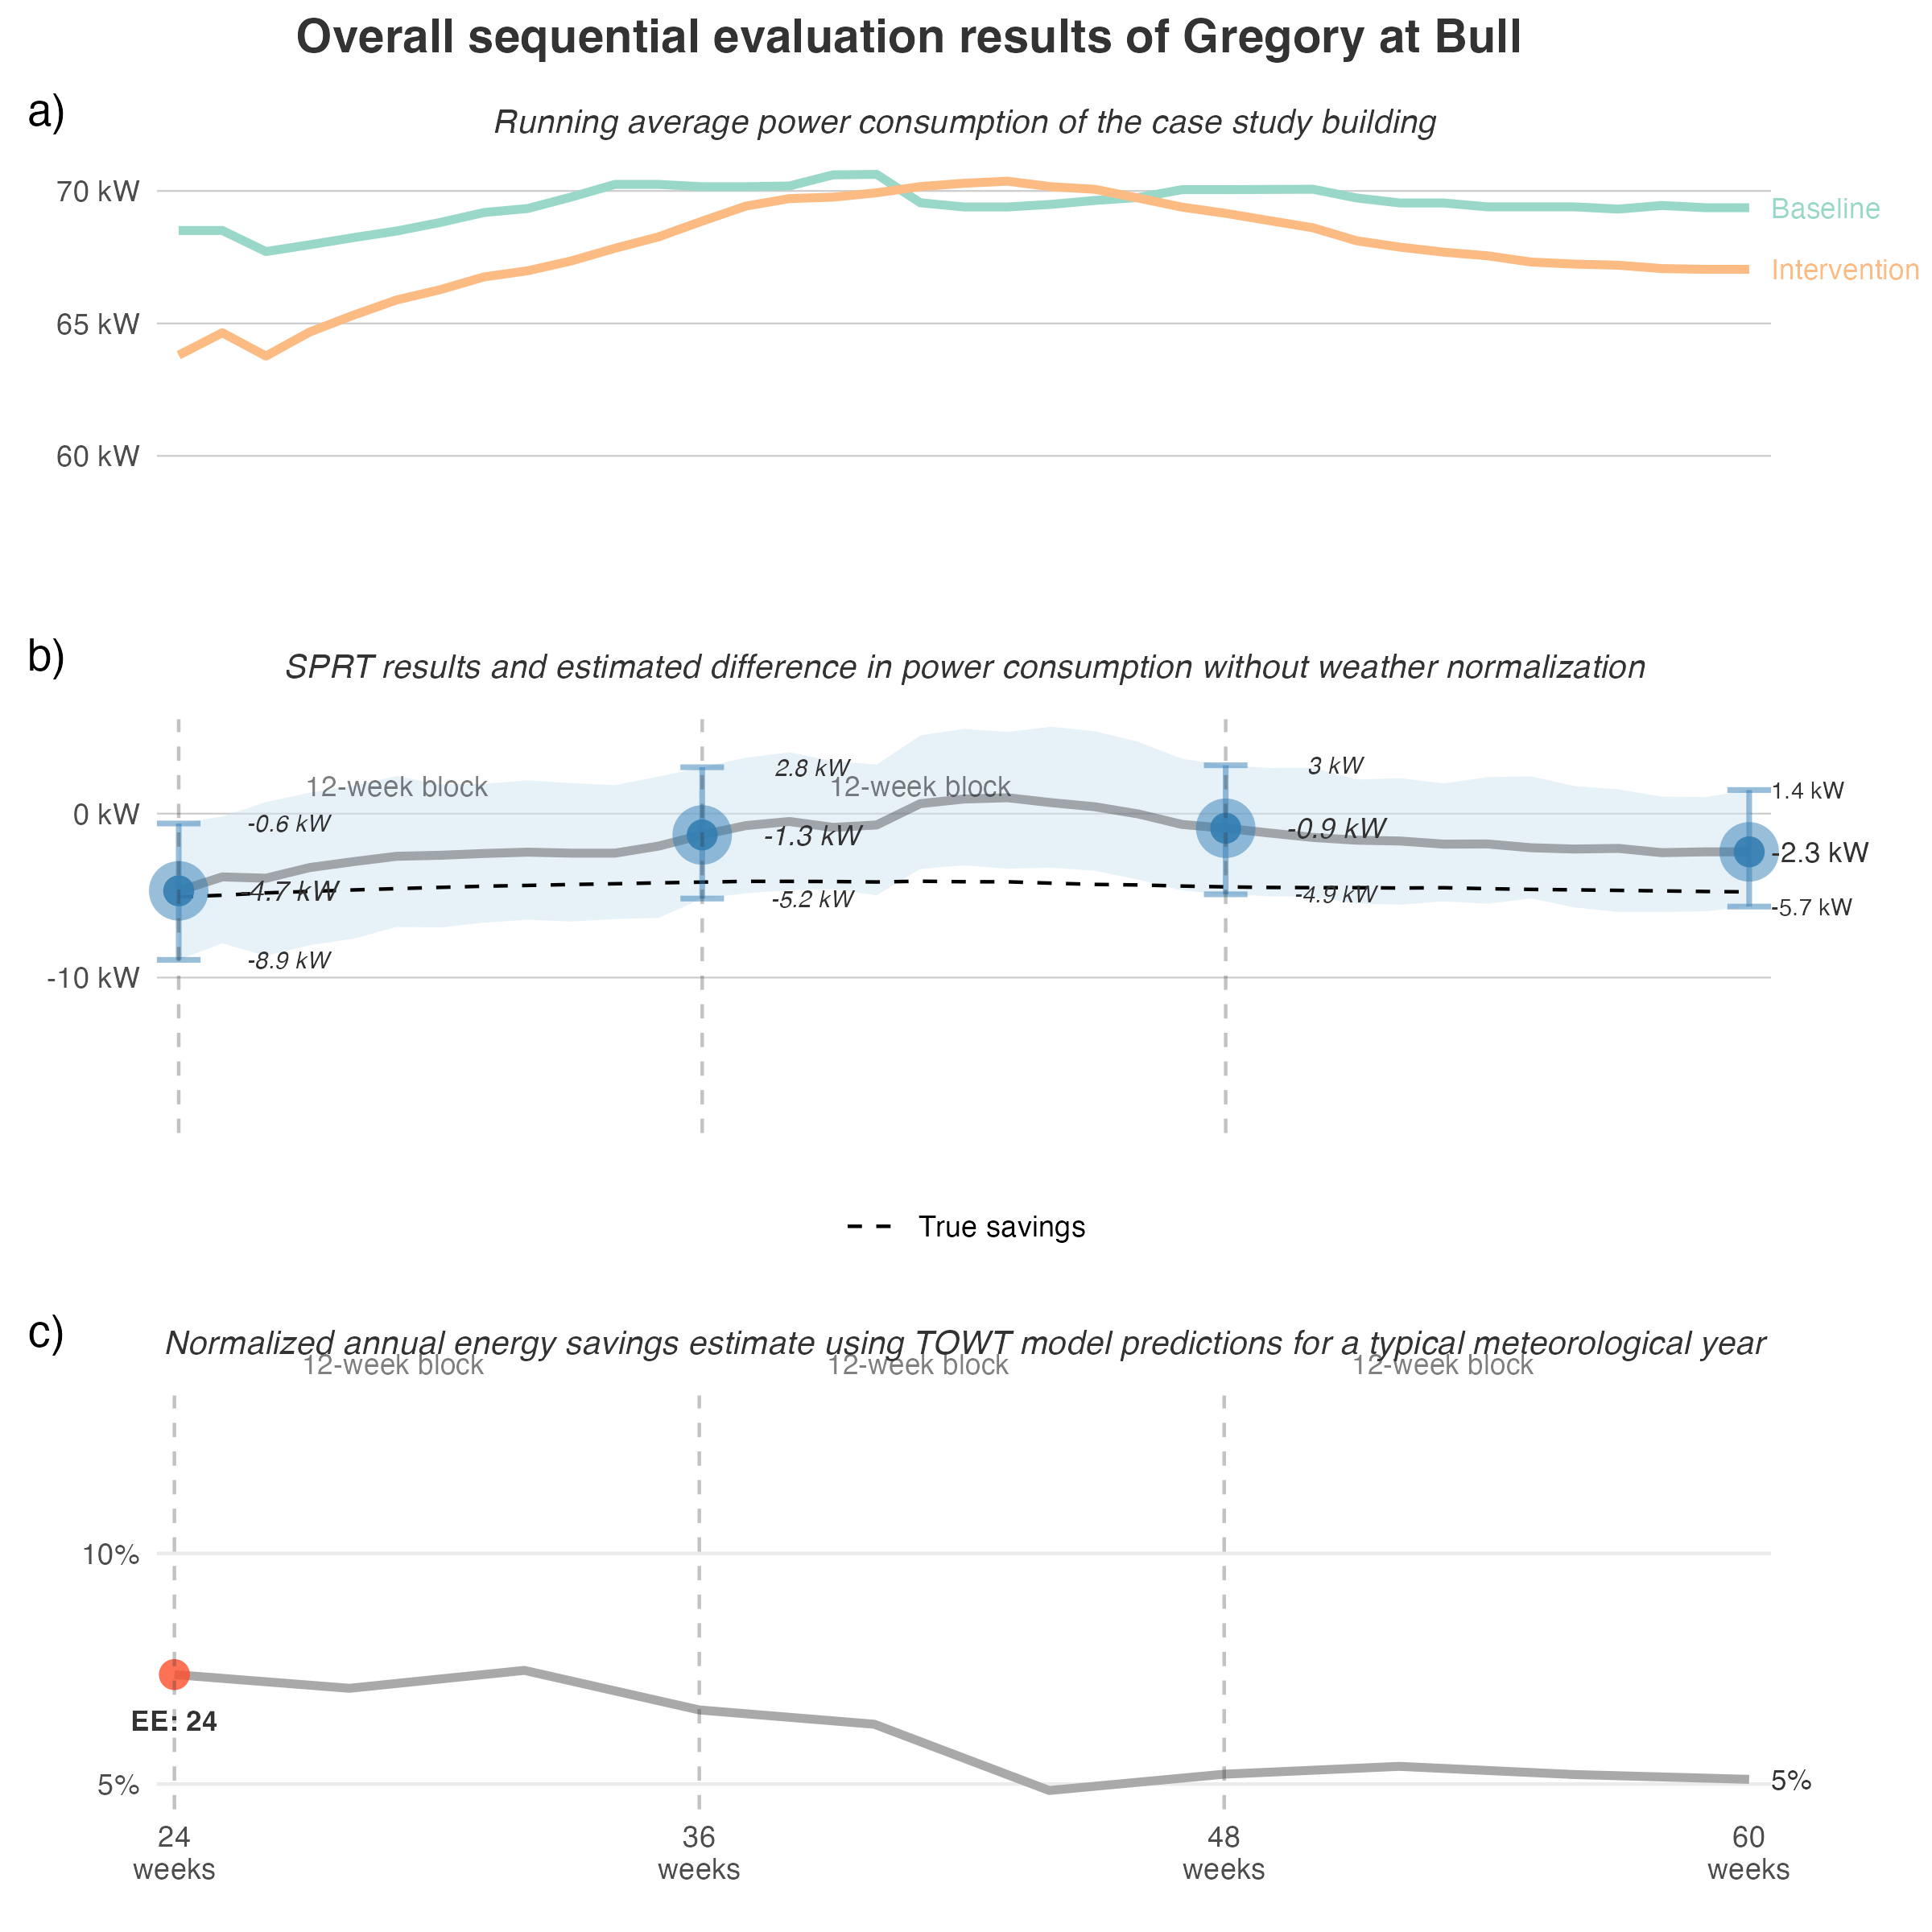 Overall sequential evaluation results of Gregory at Bull
a)
Running average power consumption of the case study building
70 kW
Baseline
Intervention
65 kW
60 kW
b)
SPRT results and estimated difference in power consumption without weather normalization
12-week block
12-week block
2.8 kW
3 kW
1.4 kW
0 kW
-0.6 kW
-1.3 kW
-0.9 kW
-2.3 kW
-4.7 kW
-5.2 kW
-4.9 kW
-5.7 kW
-8.9 kW
-10 kW
True savings
c)
Normalized annual energy savings estimate using TOWT model predictions for a typical meteorological year
12-week block
12-week block
12-week block
10%
EE: 24
5%
5%
24
weeks
36
weeks
48
weeks
60
weeks